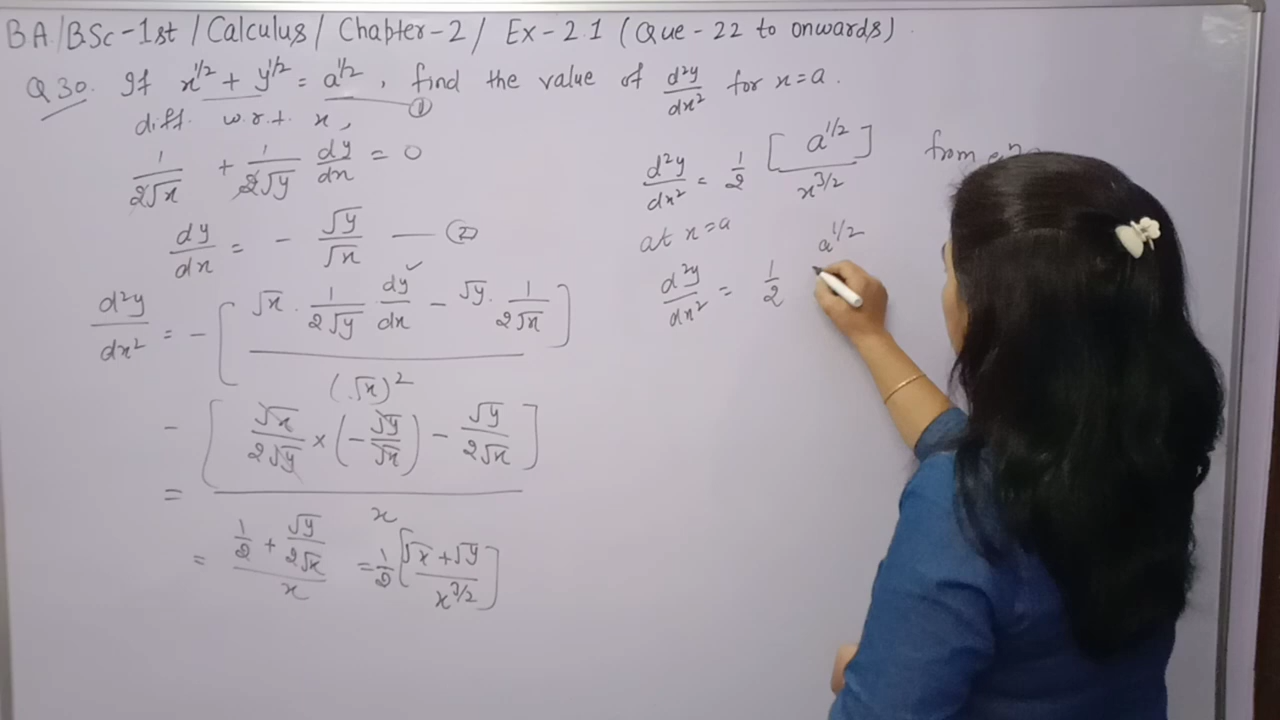 BA/BSc-1st / Calculus / Chapter-2 / Ex-2.1 (Que-22 to onwards).
Q30. If x^{1/2} + y^{1/2} = a^{1/2}, find the value of d²y/dx² for x=a.
①
diff. w.r.t. x,
1/(2√x) + 1/(2√y) dy/dx = 0
dy/dx = - √y/√x — ②
d²y/dx² = - [√x · 1/(2√y) · dy/dx - √y · 1/(2√x)] / (√x)²
= - [√x/(2√y) × (-√y/√x) - √y/(2√x)] / x
= (1/2 + √y/(2√x)) / x = 1/2 [(√x + √y)/x^{3/2}]
d²y/dx² = 1/2 [a^{1/2}/x^{3/2}] from
at x=a
d²y/dx² = 1/2 a^{1/2}